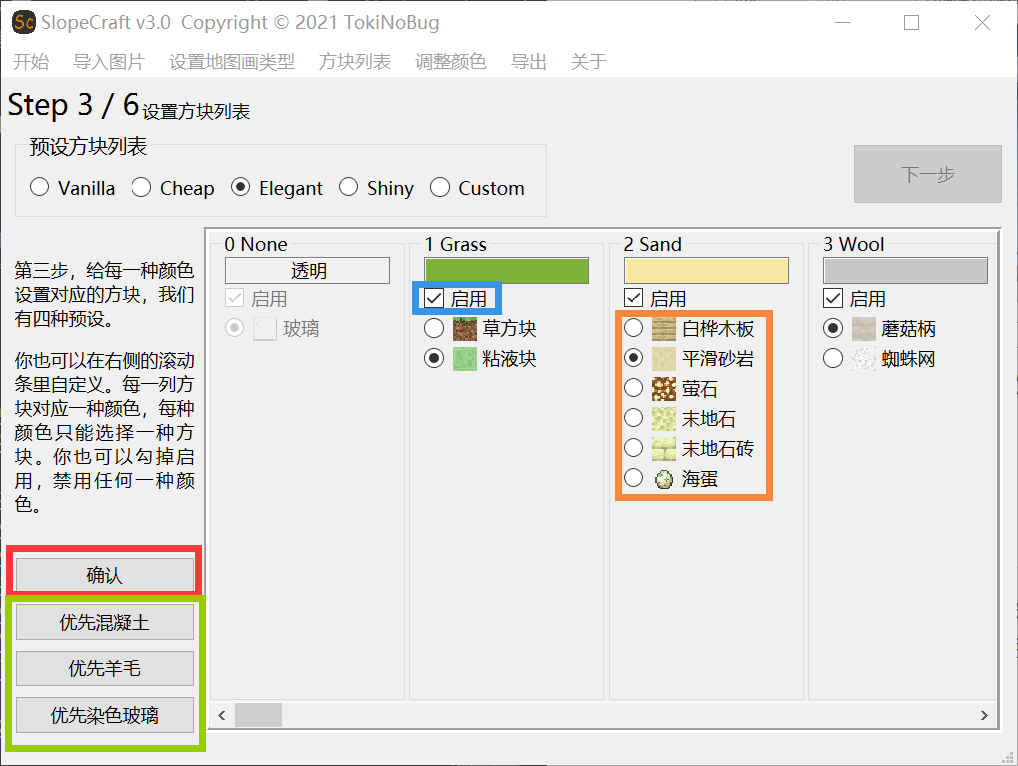 SlopeCraft v3.0 Copyright © 2021 TokiNoBug
开始 导入图片 设置地图画类型 方块列表 调整颜色 导出 关于
Step 3 / 6 设置方块列表
预设方块列表
Vanilla Cheap Elegant Shiny Custom
下一步
第三步，给每一种颜色
设置对应的方块，我们
有四种预设。
你也可以在右侧的滚动
条里自定义。每一列方
块对应一种颜色，每种
颜色只能选择一种方
块。你也可以勾掉启
用，禁用任何一种颜
色。
确认
优先混凝土
优先羊毛
优先染色玻璃
0 None
透明
启用
玻璃
1 Grass
启用
草方块
粘液块
2 Sand
启用
白桦木板
平滑砂岩
萤石
末地石
末地石砖
海蛋
3 Wool
启用
蘑菇柄
蜘蛛网